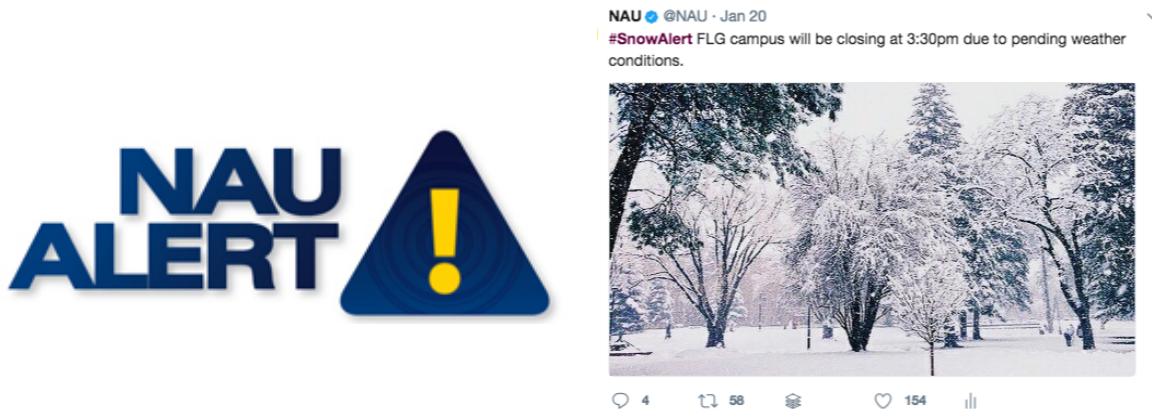 NAU
ALERT
!
NAU @NAU · Jan 20
#SnowAlert FLG campus will be closing at 3:30pm due to pending weather
conditions.
4 58 154